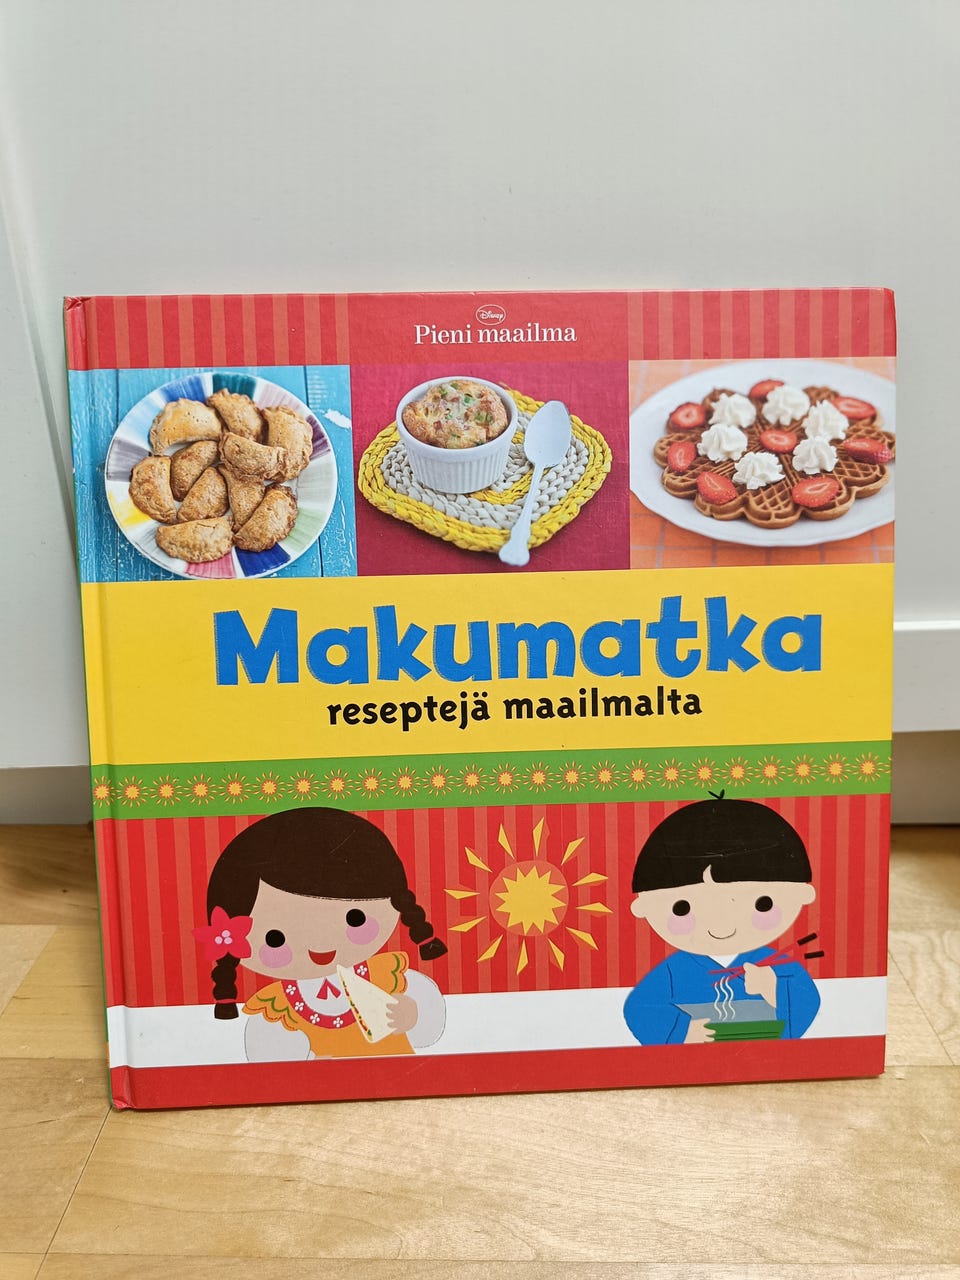 Disney
Pieni maailma
Makumatka
reseptejä maailmalta